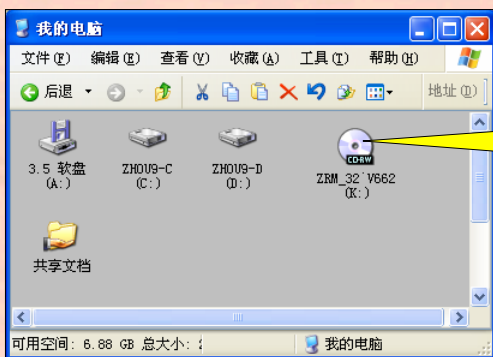 我的电脑
文件(F) 编辑(E) 查看(V) 收藏(A) 工具(T) 帮助(H)
后退 地址(D)
3.5 软盘 (A:)
ZHOU9-C (C:)
ZHOU9-D (D:)
CD-RW
ZRM_32˙V662 (K:)
共享文档
可用空间: 6.88 GB 总大小: 我的电脑